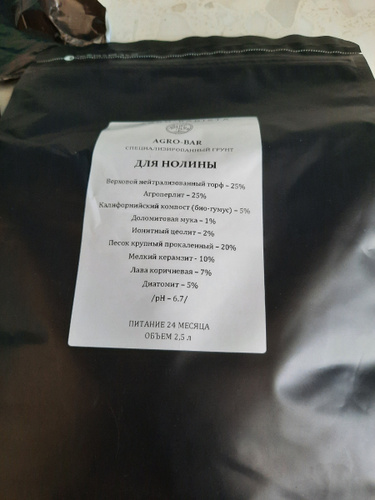 AGRO-BAR
СПЕЦИАЛИЗИРОВАННЫЙ ГРУНТ
ДЛЯ НОЛИНЫ
Верховой нейтрализованный торф – 25%
Агроперлит – 25%
Калифорнийский компост (био-гумус) – 5%
Доломитовая мука – 1%
Ионитный цеолит – 2%
Песок крупный прокаленный – 20%
Мелкий керамзит - 10%
Лава коричневая – 7%
Диатомит – 5%
/pH – 6.7/
ПИТАНИЕ 24 МЕСЯЦА
ОБЪЕМ 2,5 л